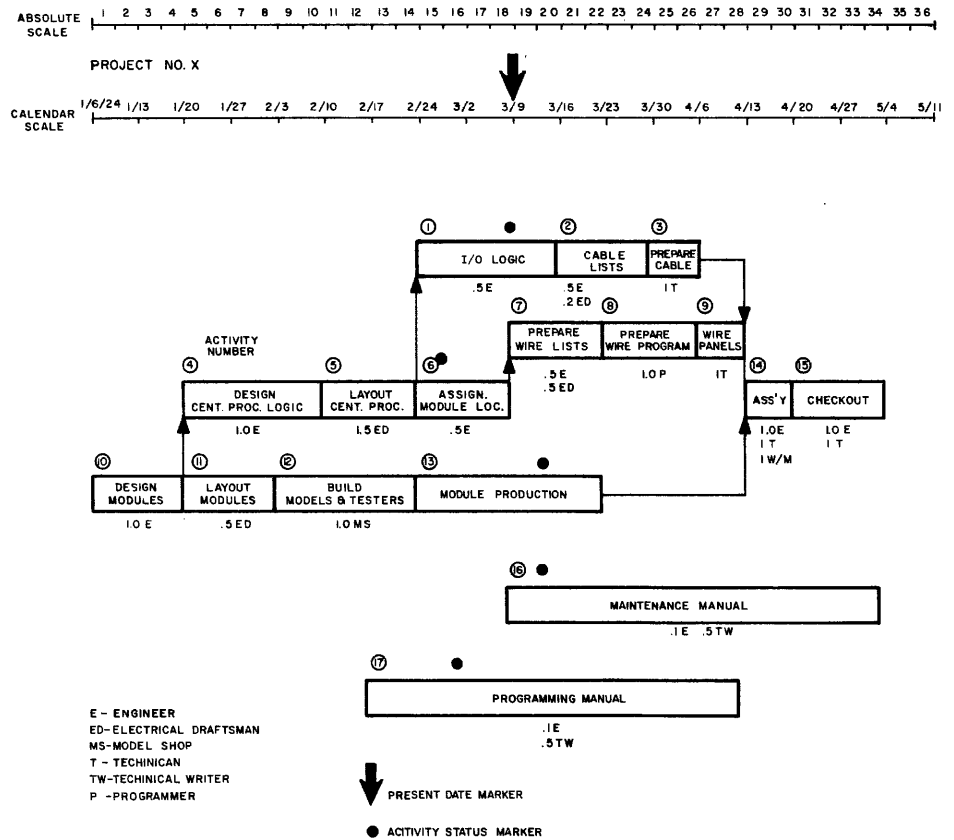 ABSOLUTE SCALE
1 2 3 4 5 6 7 8 9 10 11 12 13 14 15 16 17 18 19 20 21 22 23 24 25 26 27 28 29 30 31 32 33 34 35 36
PROJECT NO. X
CALENDAR SCALE
1/6/24 1/13 1/20 1/27 2/3 2/10 2/17 2/24 3/2 3/9 3/16 3/23 3/30 4/6 4/13 4/20 4/27 5/4 5/11
1 2 3
I/O LOGIC
CABLE LISTS
PREPARE CABLE
.5E
.5E
.2ED
1T
7 8 9
PREPARE WIRE LISTS
PREPARE WIRE PROGRAM
WIRE PANELS
.5E
.5ED
1.0 P
1T
ACTIVITY NUMBER
4 5 6 14 15
DESIGN CENT. PROC. LOGIC
LAYOUT CENT. PROC.
ASSIGN. MODULE LOC.
ASS'Y
CHECKOUT
1.0E
1.5ED
.5E
1.0E
1T
1W/M
1.0 E
1 T
10 11 12 13
DESIGN MODULES
LAYOUT MODULES
BUILD MODELS & TESTERS
MODULE PRODUCTION
1.0 E
.5ED
1.0MS
16
MAINTENANCE MANUAL
.1E .5TW
17
PROGRAMMING MANUAL
.1E
.5TW
E - ENGINEER
ED-ELECTRICAL DRAFTSMAN
MS-MODEL SHOP
T - TECHINICAN
TW-TECHINICAL WRITER
P -PROGRAMMER
PRESENT DATE MARKER
ACITIVITY STATUS MARKER